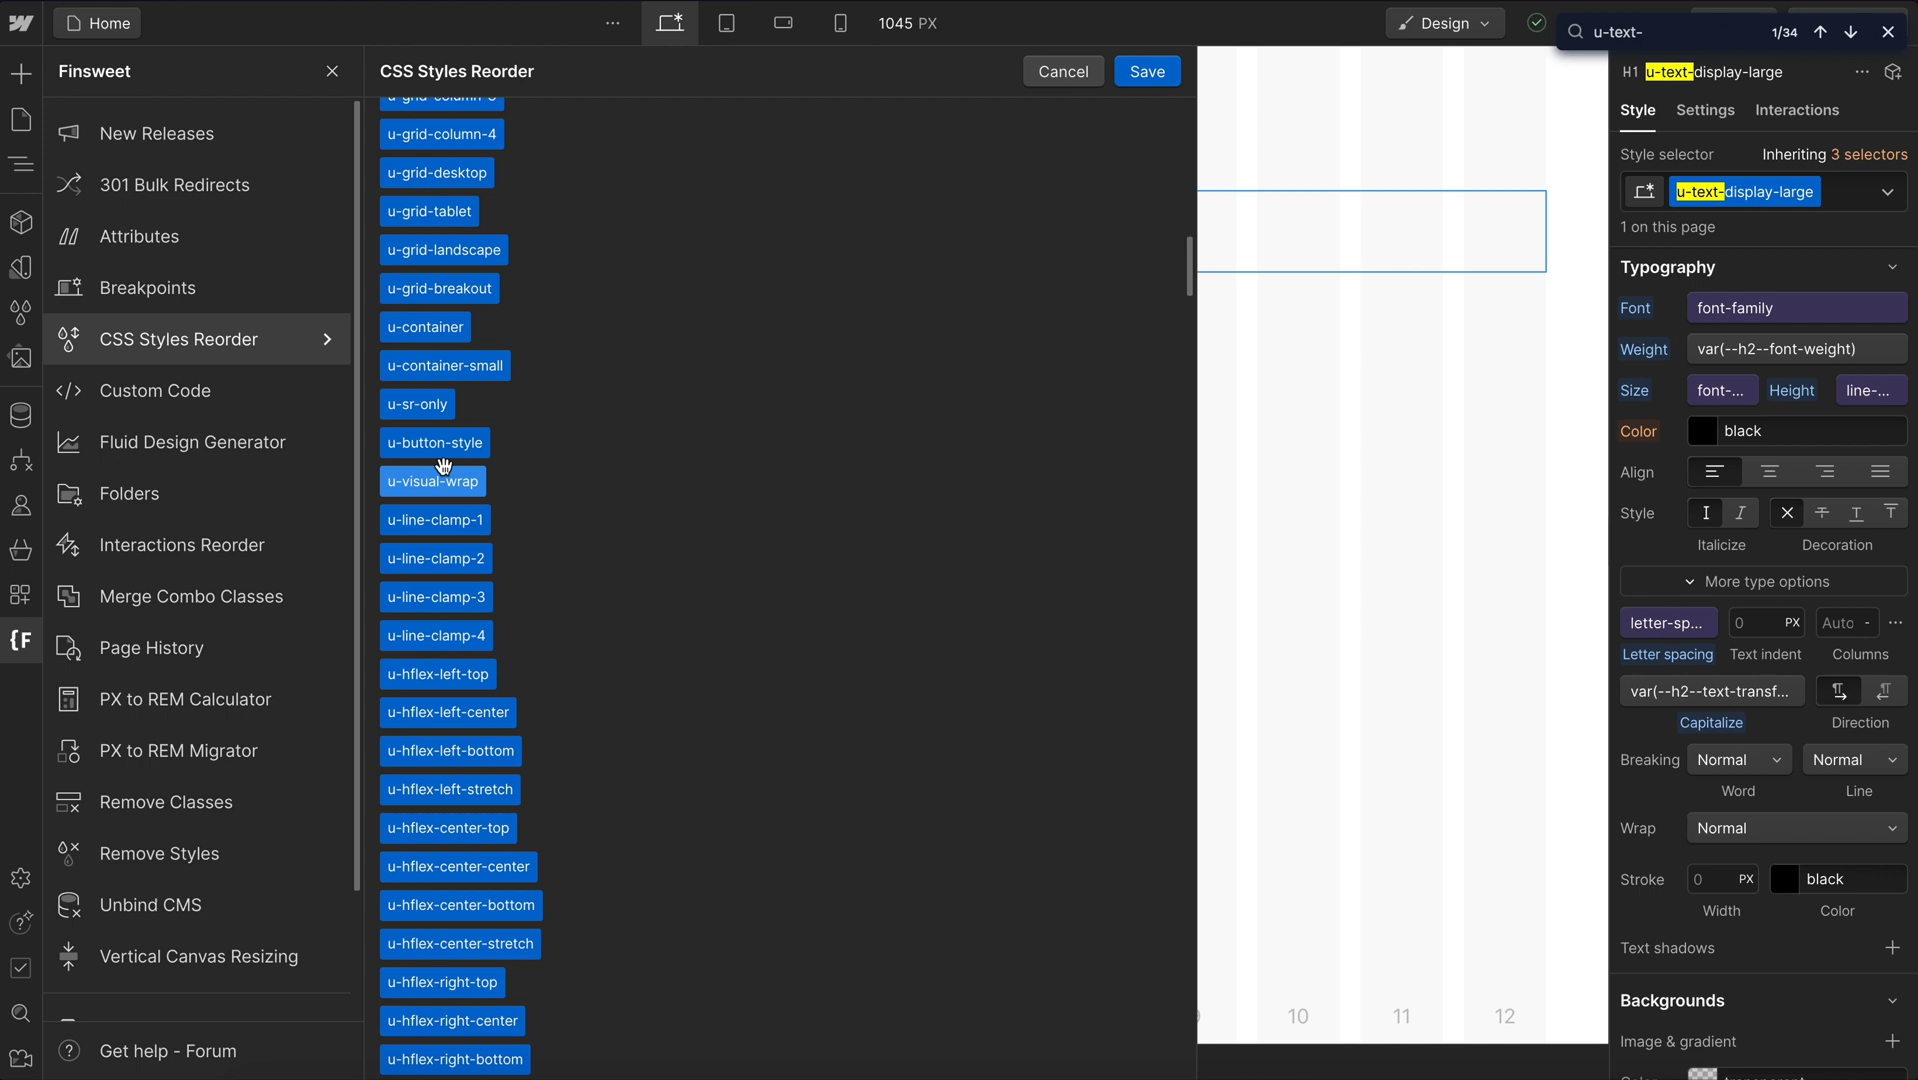 Home
1045 PX
Design
u-text-
1/34
Finsweet
New Releases
301 Bulk Redirects
Attributes
Breakpoints
CSS Styles Reorder
Custom Code
Fluid Design Generator
Folders
Interactions Reorder
Merge Combo Classes
Page History
PX to REM Calculator
PX to REM Migrator
Remove Classes
Remove Styles
Unbind CMS
Vertical Canvas Resizing
Get help - Forum
CSS Styles Reorder
Cancel
Save
u-grid-column-4
u-grid-desktop
u-grid-tablet
u-grid-landscape
u-grid-breakout
u-container
u-container-small
u-sr-only
u-button-style
u-visual-wrap
u-line-clamp-1
u-line-clamp-2
u-line-clamp-3
u-line-clamp-4
u-hflex-left-top
u-hflex-left-center
u-hflex-left-bottom
u-hflex-left-stretch
u-hflex-center-top
u-hflex-center-center
u-hflex-center-bottom
u-hflex-center-stretch
u-hflex-right-top
u-hflex-right-center
u-hflex-right-bottom
10 11 12
H1 u-text-display-large
Style Settings Interactions
Style selector Inheriting 3 selectors
u-text-display-large
1 on this page
Typography
Font font-family
Weight var(--h2--font-weight)
Size font-... Height line-...
Color black
Align
Style
Italicize Decoration
More type options
letter-sp... 0 PX Auto -
Letter spacing Text indent Columns
var(--h2--text-transf...
Capitalize Direction
Breaking Normal Normal
Word Line
Wrap Normal
Stroke 0 PX black
Width Color
Text shadows
Backgrounds
Image & gradient